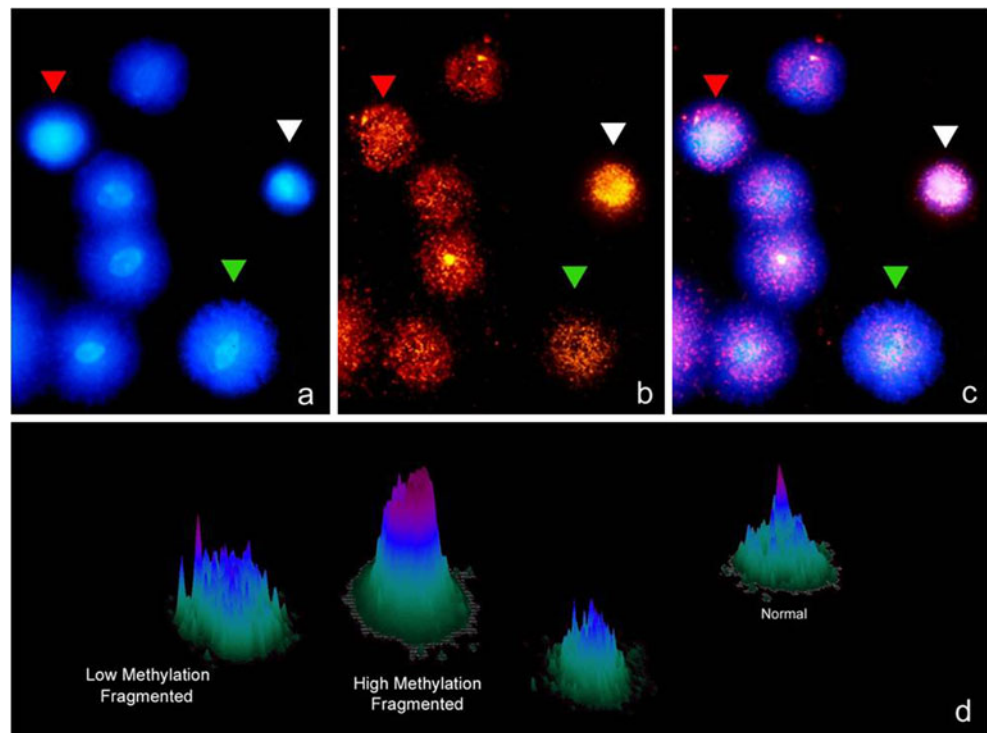 a
b
c
Low Methylation
Fragmented
High Methylation
Fragmented
Normal
d